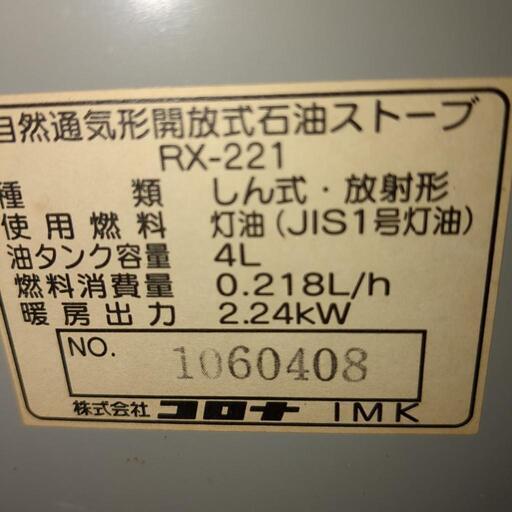 自然通気形開放式石油ストーブ
RX-221
種類 しん式・放射形
使用燃料 灯油(JIS1号灯油)
油タンク容量 4L
燃料消費量 0.218L/h
暖房出力 2.24kW
NO. 1060408
株式会社 コロナ IMK